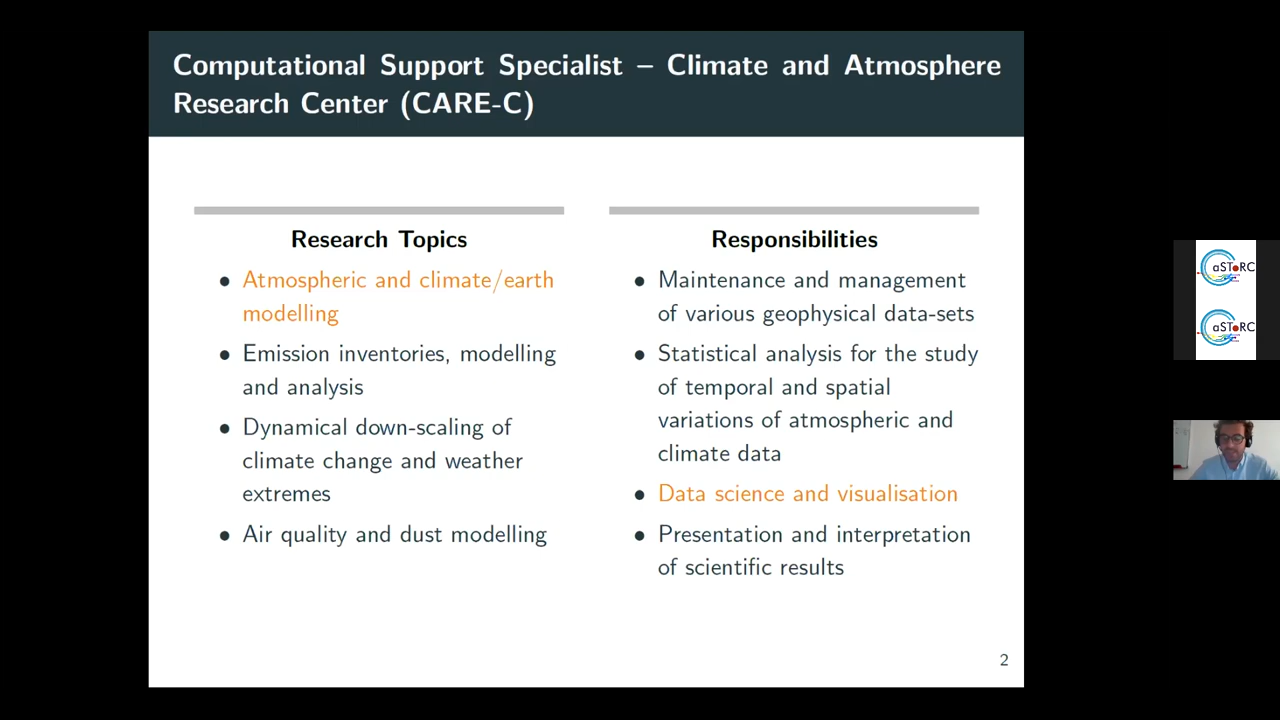 Computational Support Specialist – Climate and Atmosphere
Research Center (CARE-C)
Research Topics
• Atmospheric and climate/earth
modelling
• Emission inventories, modelling
and analysis
• Dynamical down-scaling of
climate change and weather
extremes
• Air quality and dust modelling
Responsibilities
• Maintenance and management
of various geophysical data-sets
• Statistical analysis for the study
of temporal and spatial
variations of atmospheric and
climate data
• Data science and visualisation
• Presentation and interpretation
of scientific results
2
CaSToRC
CaSToRC